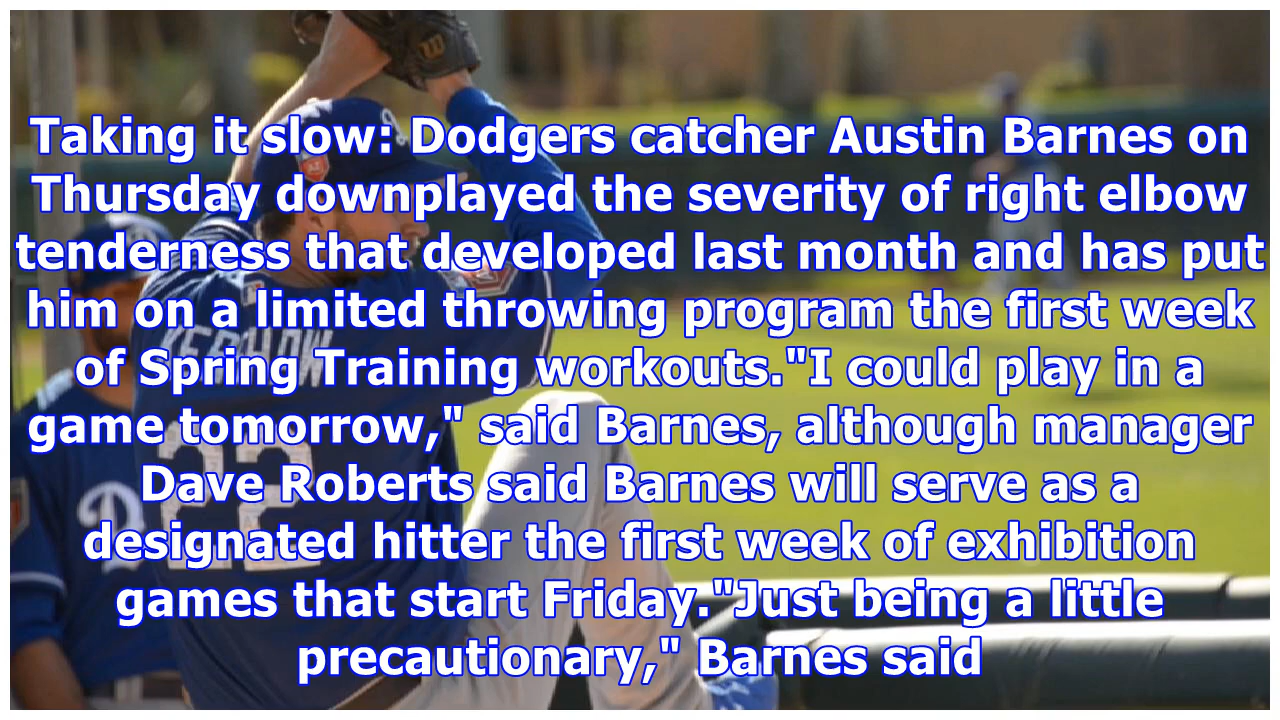 Taking it slow: Dodgers catcher Austin Barnes on
Thursday downplayed the severity of right elbow
tenderness that developed last month and has put
him on a limited throwing program the first week
of Spring Training workouts."I could play in a
game tomorrow," said Barnes, although manager
Dave Roberts said Barnes will serve as a
designated hitter the first week of exhibition
games that start Friday."Just being a little
precautionary," Barnes said
KERSHAW
22
D